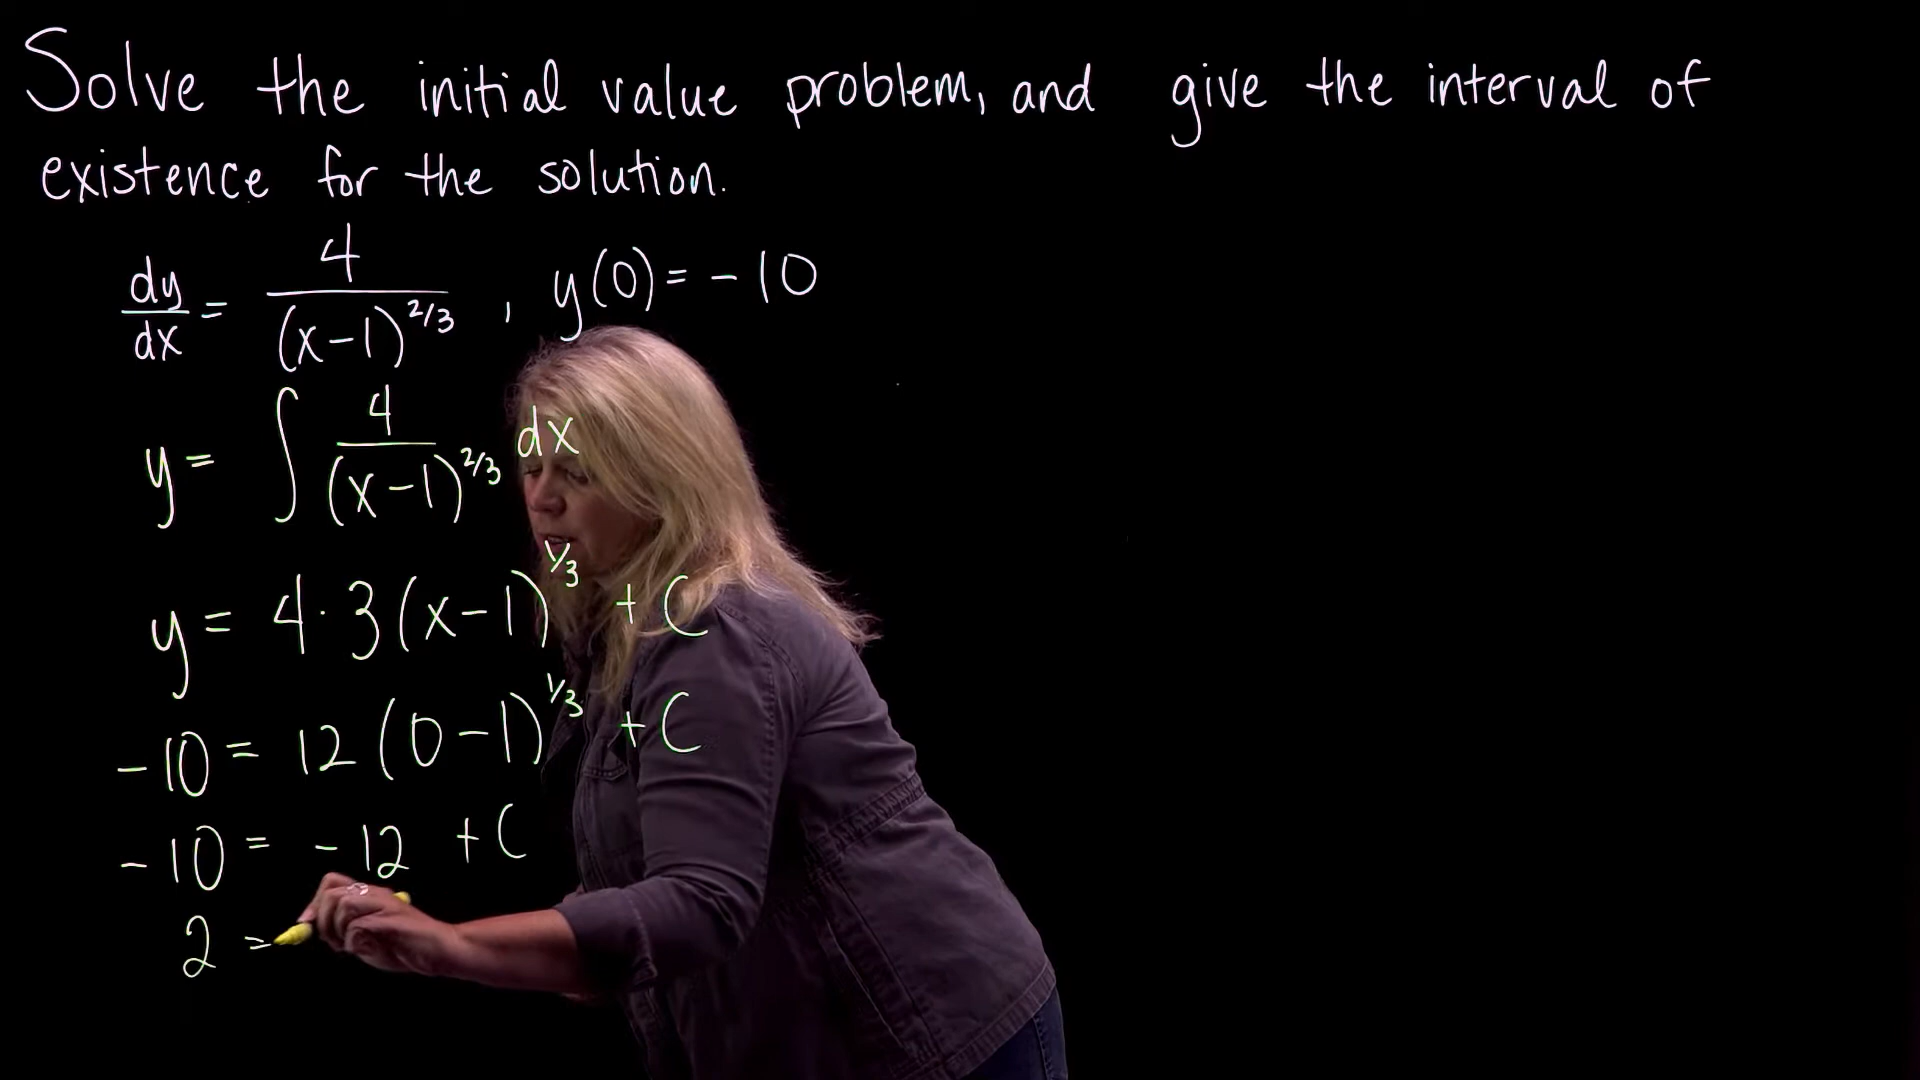 Solve the initial value problem, and give the interval of
existence for the solution.
dy/dx = 4/(x-1)^2/3 , y(0) = -10
y = ∫ 4/(x-1)^2/3 dx
y = 4·3(x-1)^1/3 + C
-10 = 12(0-1)^1/3 + C
-10 = -12 + C
2 =